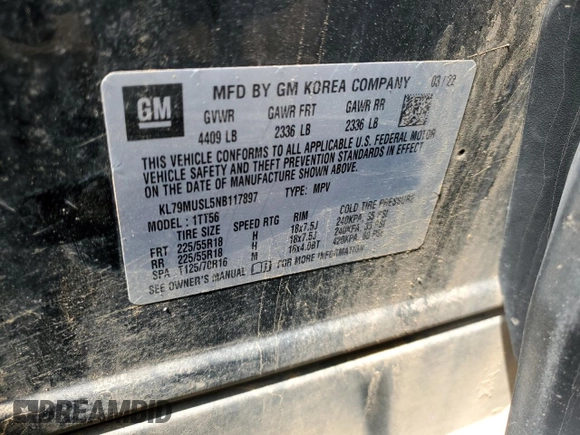 GM
MFD BY GM KOREA COMPANY 03/22
GVWR GAWR FRT GAWR RR
4409 LB 2336 LB 2336 LB
THIS VEHICLE CONFORMS TO ALL APPLICABLE U.S. FEDERAL MOTOR
VEHICLE SAFETY AND THEFT PREVENTION STANDARDS IN EFFECT
ON THE DATE OF MANUFACTURE SHOWN ABOVE.
KL79MUSL5NB117897 TYPE: MPV
MODEL: 1TT56
TIRE SIZE SPEED RTG RIM COLD TIRE PRESSURE
FRT 225/55R18 H 18x7.5J 240KPA, 35 PSI
RR 225/55R18 H 18x7.5J 240KPA, 35 PSI
SPA T125/70R16 M 16x4.0BT 420KPA, 60 PSI
SEE OWNER'S MANUAL FOR MORE INFORMATION
DREAMBID